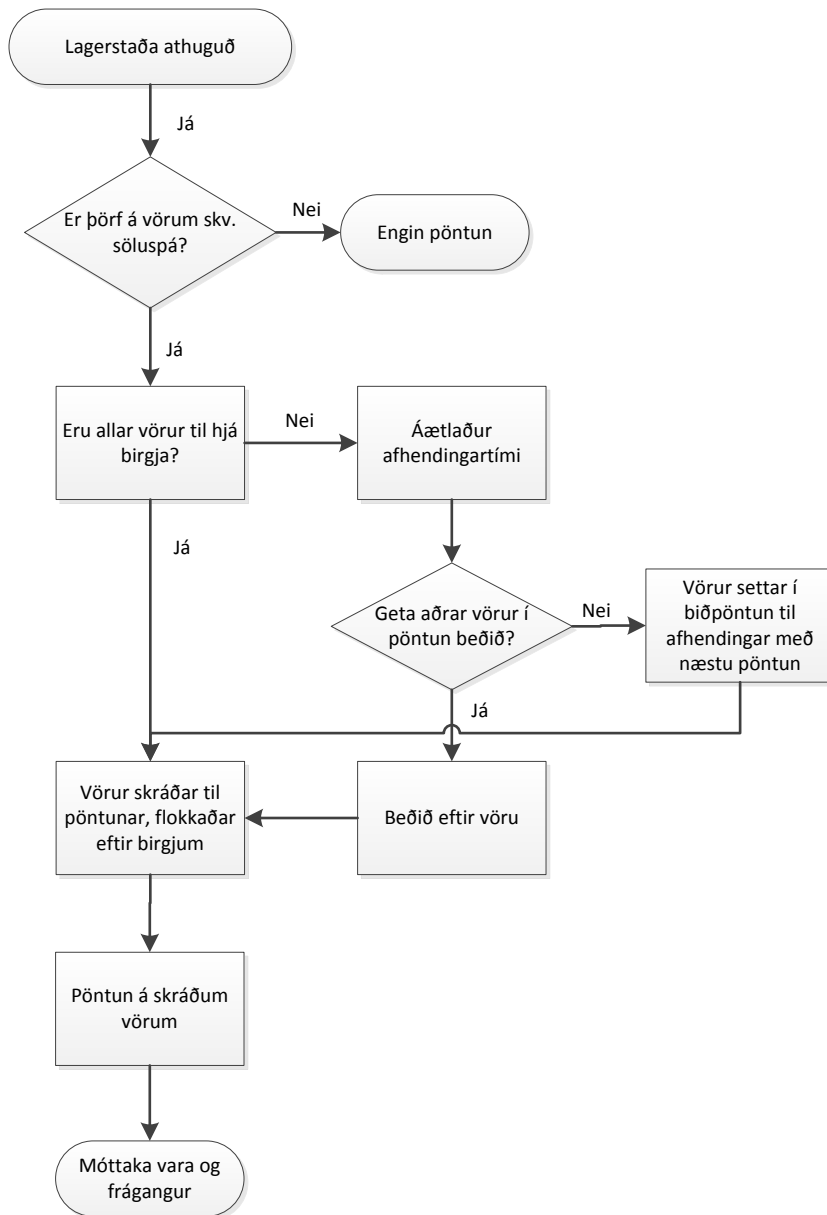 Lagerstaða athuguð
Já
Er þörf á vörum skv.
söluspá?
Nei
Engin pöntun
Já
Eru allar vörur til hjá
birgja?
Nei
Áætlaður
afhendingartími
Já
Geta aðrar vörur í
pöntun beðið?
Nei
Vörur settar í
biðpöntun til
afhendingar með
næstu pöntun
Já
Vörur skráðar til
pöntunar, flokkaðar
eftir birgjum
Beðið eftir vöru
Pöntun á skráðum
vörum
Móttaka vara og
frágangur